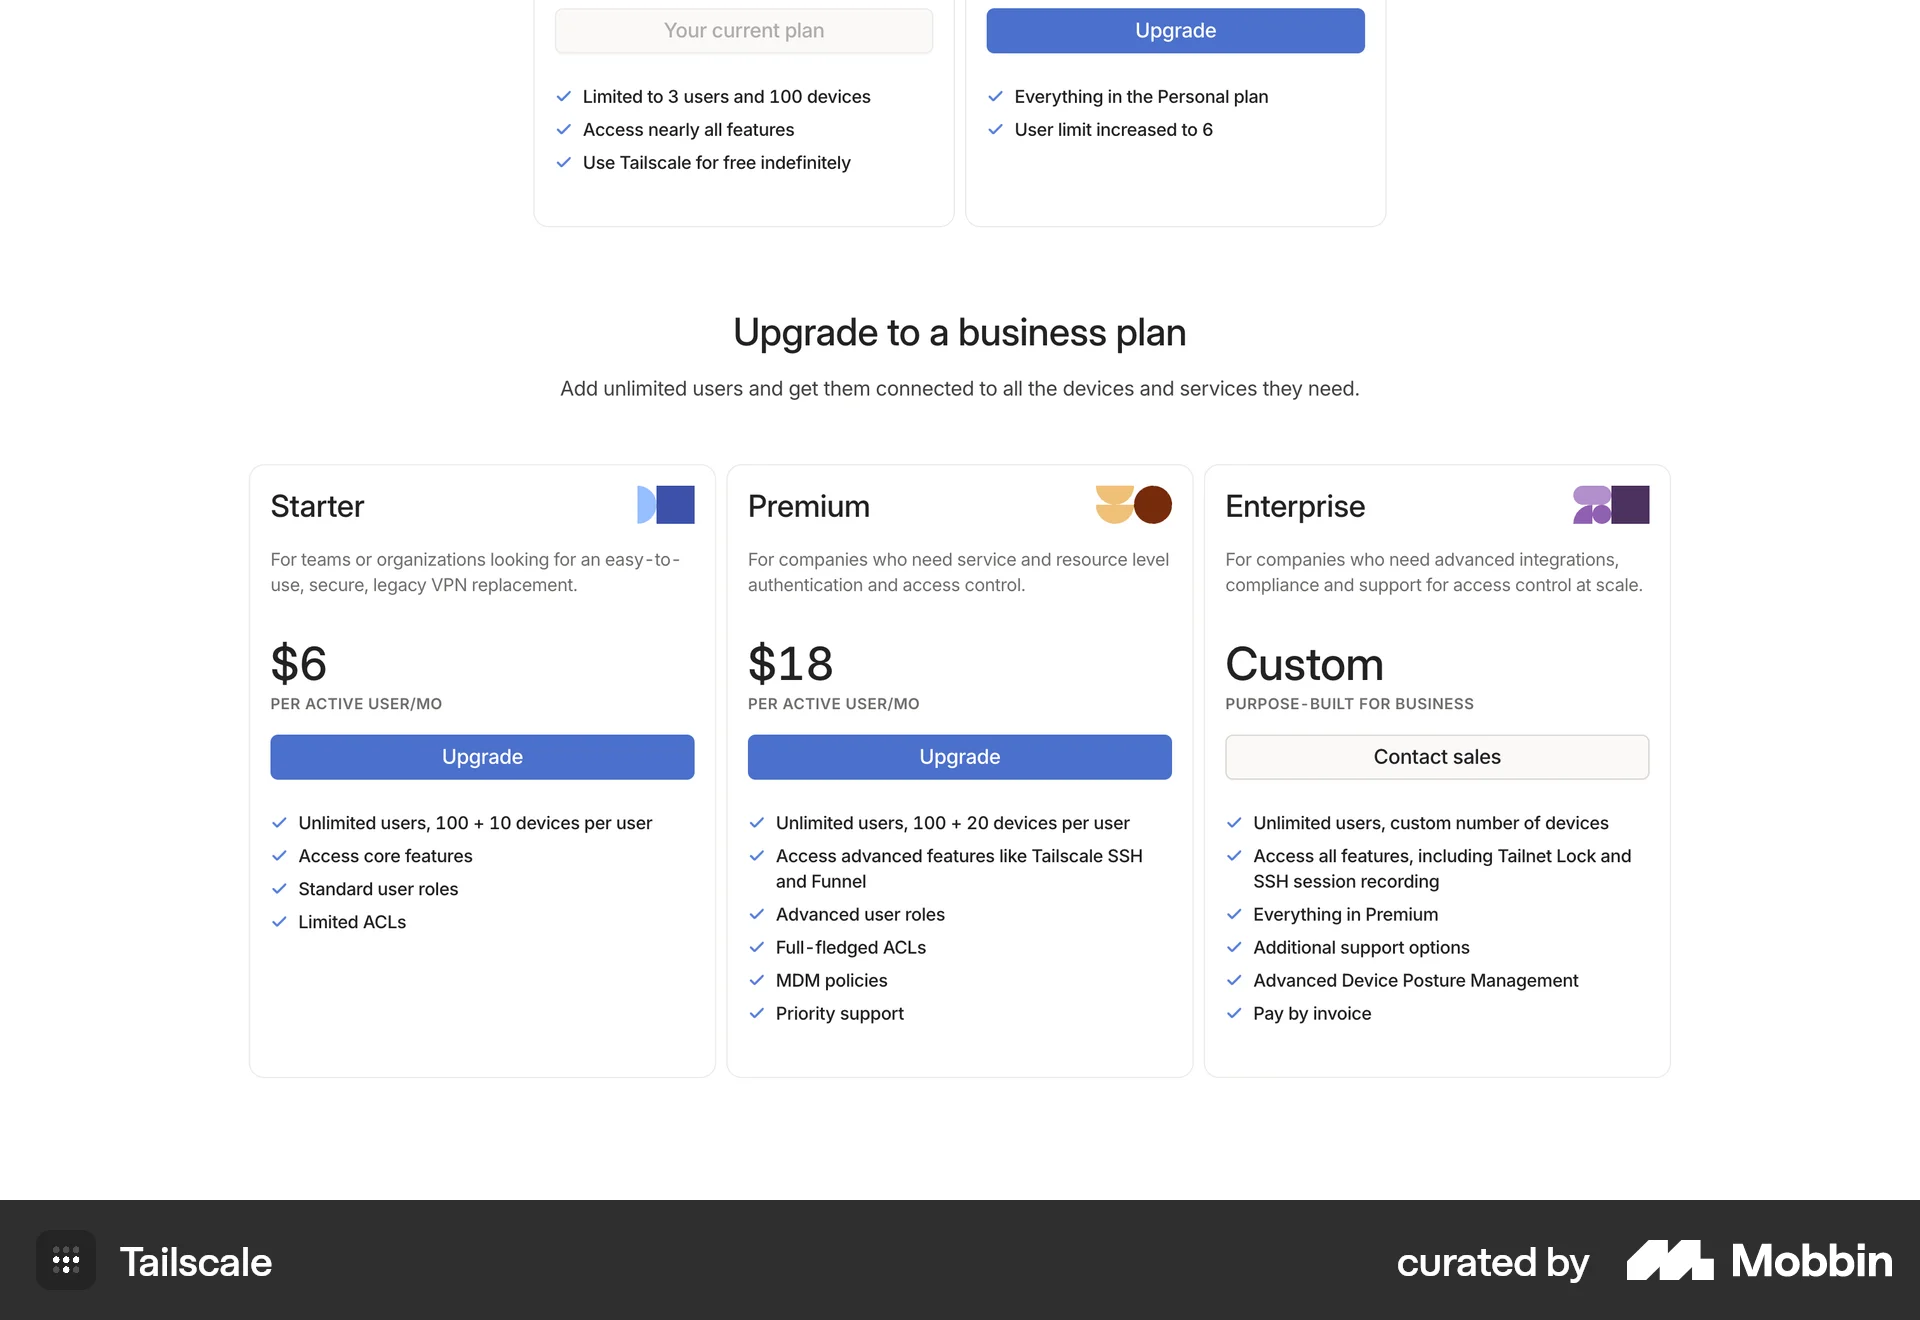 Your current plan
Limited to 3 users and 100 devices
Access nearly all features
Use Tailscale for free indefinitely
Upgrade
Everything in the Personal plan
User limit increased to 6
Upgrade to a business plan
Add unlimited users and get them connected to all the devices and services they need.
Starter
For teams or organizations looking for an easy-to-
use, secure, legacy VPN replacement.
$6
PER ACTIVE USER/MO
Upgrade
Unlimited users, 100 + 10 devices per user
Access core features
Standard user roles
Limited ACLs
Premium
For companies who need service and resource level
authentication and access control.
$18
PER ACTIVE USER/MO
Upgrade
Unlimited users, 100 + 20 devices per user
Access advanced features like Tailscale SSH
and Funnel
Advanced user roles
Full-fledged ACLs
MDM policies
Priority support
Enterprise
For companies who need advanced integrations,
compliance and support for access control at scale.
Custom
PURPOSE-BUILT FOR BUSINESS
Contact sales
Unlimited users, custom number of devices
Access all features, including Tailnet Lock and
SSH session recording
Everything in Premium
Additional support options
Advanced Device Posture Management
Pay by invoice
Tailscale
curated by
Mobbin